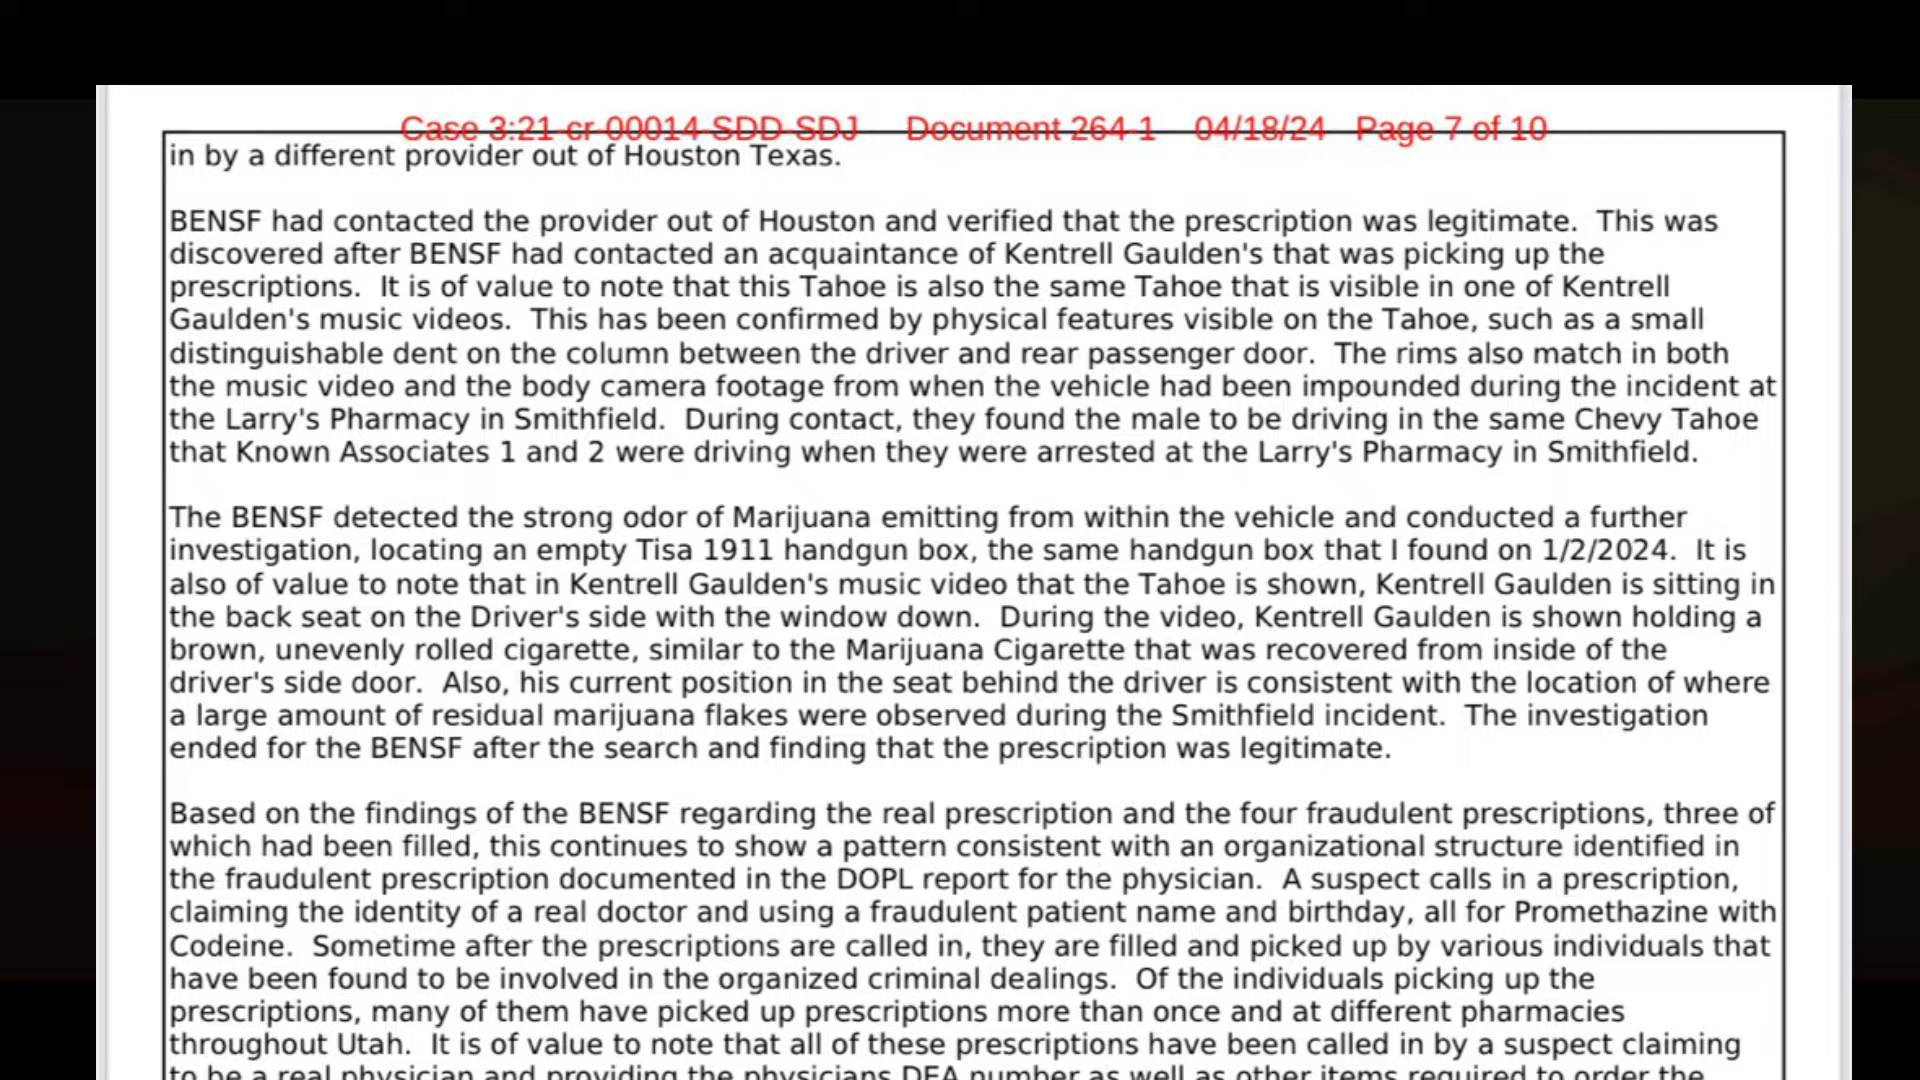 Case 3:21-cr-00014-SDD-SDJ Document 264-1 04/18/24 Page 7 of 10
in by a different provider out of Houston Texas.
BENSF had contacted the provider out of Houston and verified that the prescription was legitimate. This was
discovered after BENSF had contacted an acquaintance of Kentrell Gaulden's that was picking up the
prescriptions. It is of value to note that this Tahoe is also the same Tahoe that is visible in one of Kentrell
Gaulden's music videos. This has been confirmed by physical features visible on the Tahoe, such as a small
distinguishable dent on the column between the driver and rear passenger door. The rims also match in both
the music video and the body camera footage from when the vehicle had been impounded during the incident at
the Larry's Pharmacy in Smithfield. During contact, they found the male to be driving in the same Chevy Tahoe
that Known Associates 1 and 2 were driving when they were arrested at the Larry's Pharmacy in Smithfield.
The BENSF detected the strong odor of Marijuana emitting from within the vehicle and conducted a further
investigation, locating an empty Tisa 1911 handgun box, the same handgun box that I found on 1/2/2024. It is
also of value to note that in Kentrell Gaulden's music video that the Tahoe is shown, Kentrell Gaulden is sitting in
the back seat on the Driver's side with the window down. During the video, Kentrell Gaulden is shown holding a
brown, unevenly rolled cigarette, similar to the Marijuana Cigarette that was recovered from inside of the
driver's side door. Also, his current position in the seat behind the driver is consistent with the location of where
a large amount of residual marijuana flakes were observed during the Smithfield incident. The investigation
ended for the BENSF after the search and finding that the prescription was legitimate.
Based on the findings of the BENSF regarding the real prescription and the four fraudulent prescriptions, three of
which had been filled, this continues to show a pattern consistent with an organizational structure identified in
the fraudulent prescription documented in the DOPL report for the physician. A suspect calls in a prescription,
claiming the identity of a real doctor and using a fraudulent patient name and birthday, all for Promethazine with
Codeine. Sometime after the prescriptions are called in, they are filled and picked up by various individuals that
have been found to be involved in the organized criminal dealings. Of the individuals picking up the
prescriptions, many of them have picked up prescriptions more than once and at different pharmacies
throughout Utah. It is of value to note that all of these prescriptions have been called in by a suspect claiming
to be a real physician and providing the physicians DEA number as well as other items required to order the